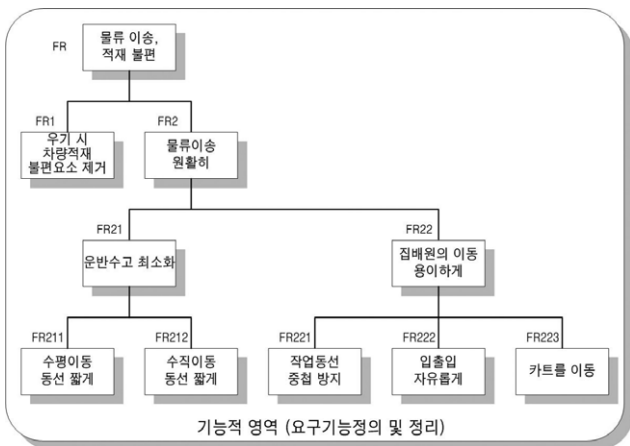 FR
물류 이송,
적재 불편
FR1
우기 시
차량적재
불편요소 제거
FR2
물류이송
원활히
FR21
운반수고 최소화
FR22
집배원의 이동
용이하게
FR211
수평이동
동선 짧게
FR212
수직이동
동선 짧게
FR221
작업동선
중첩 방지
FR222
입출입
자유롭게
FR223
카트를 이동
기능적 영역 (요구기능정의 및 정리)